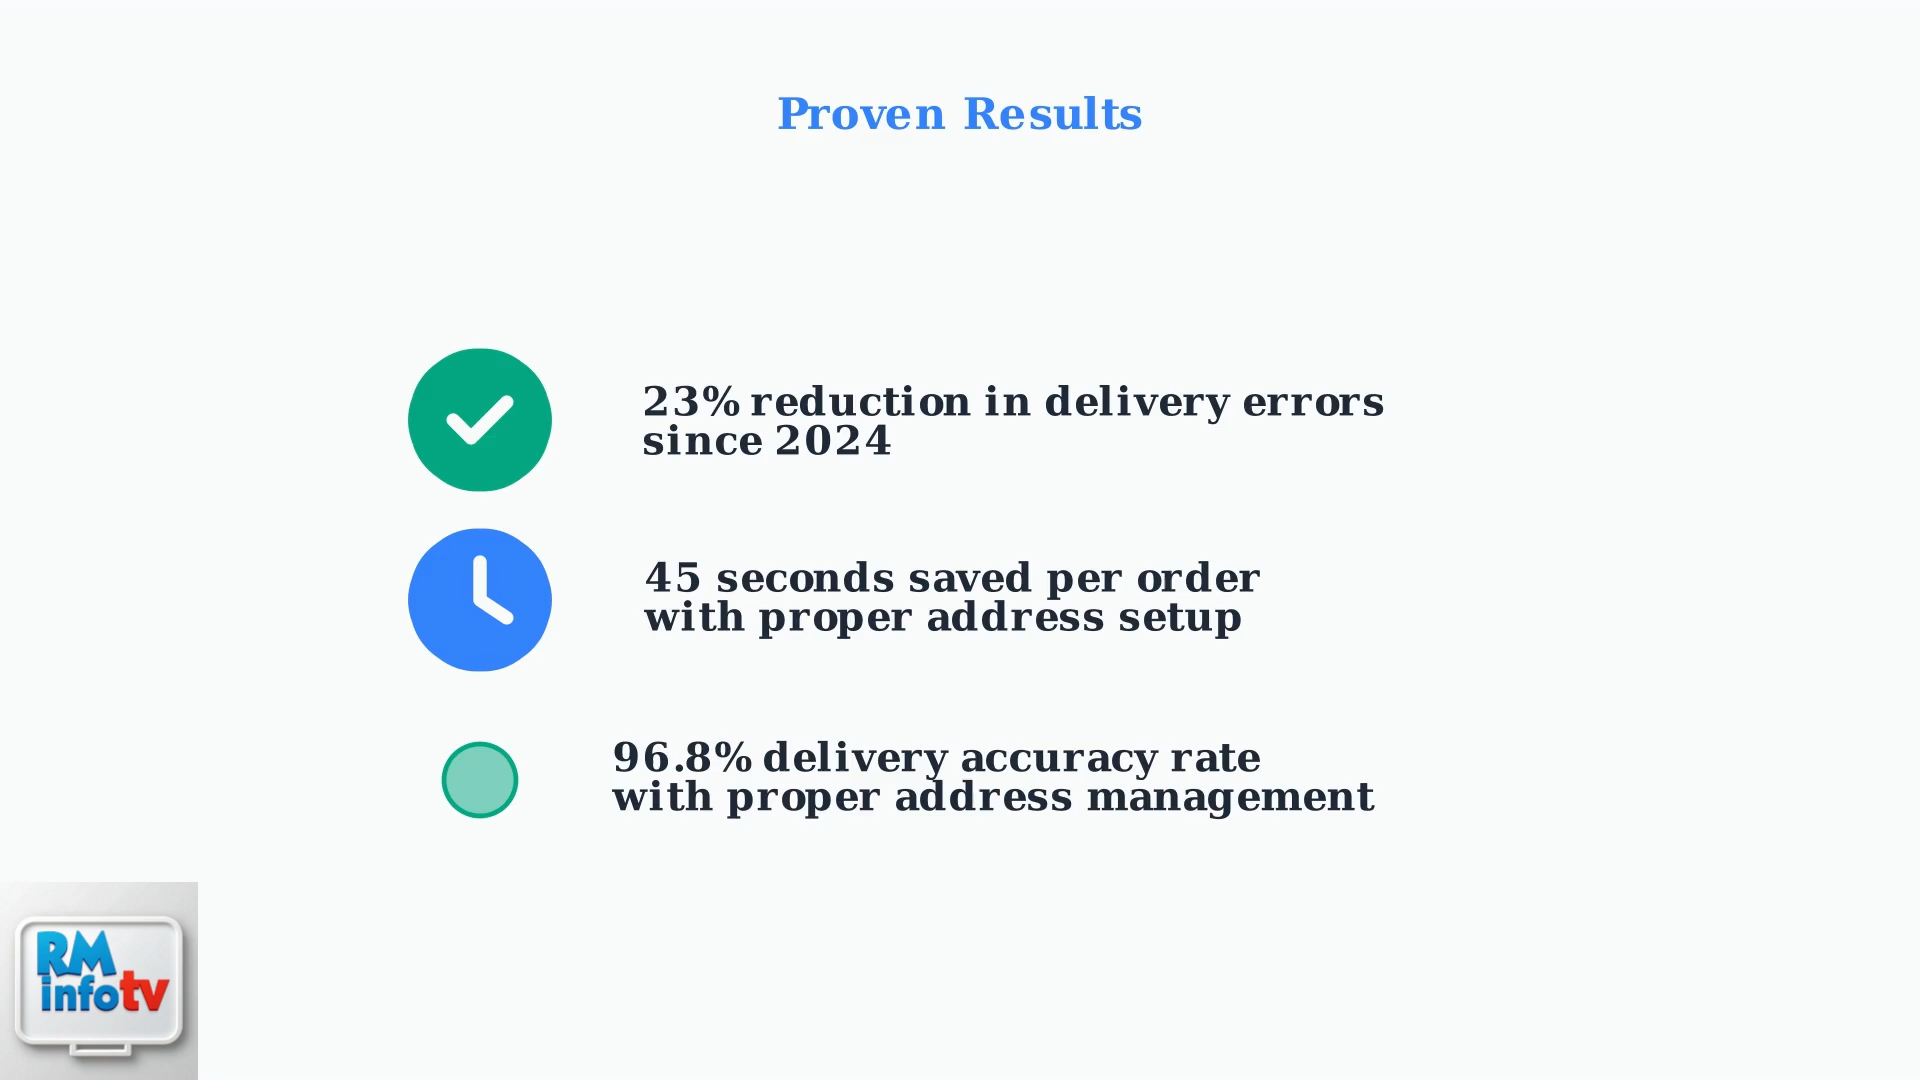 Proven Results
23% reduction in delivery errors
since 2024
45 seconds saved per order
with proper address setup
96.8% delivery accuracy rate
with proper address management
RM
infotv